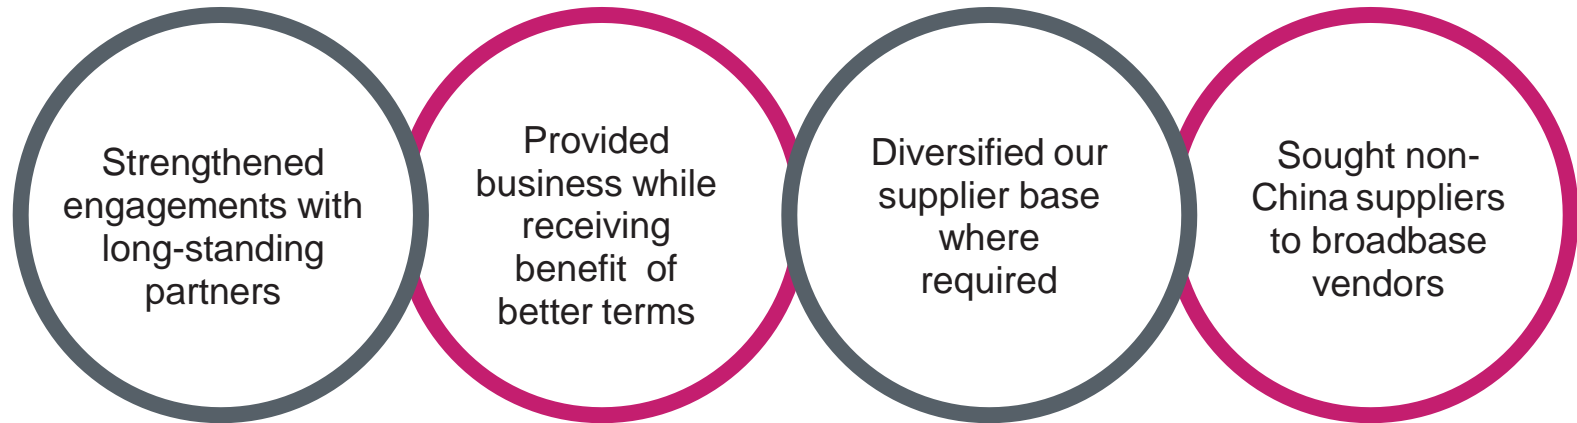 Strengthened
engagements with
long-standing
partners
Provided
business while
receiving
benefit of
better terms
Diversified our
supplier base
where
required
Sought non-
China suppliers
to broadbase
vendors